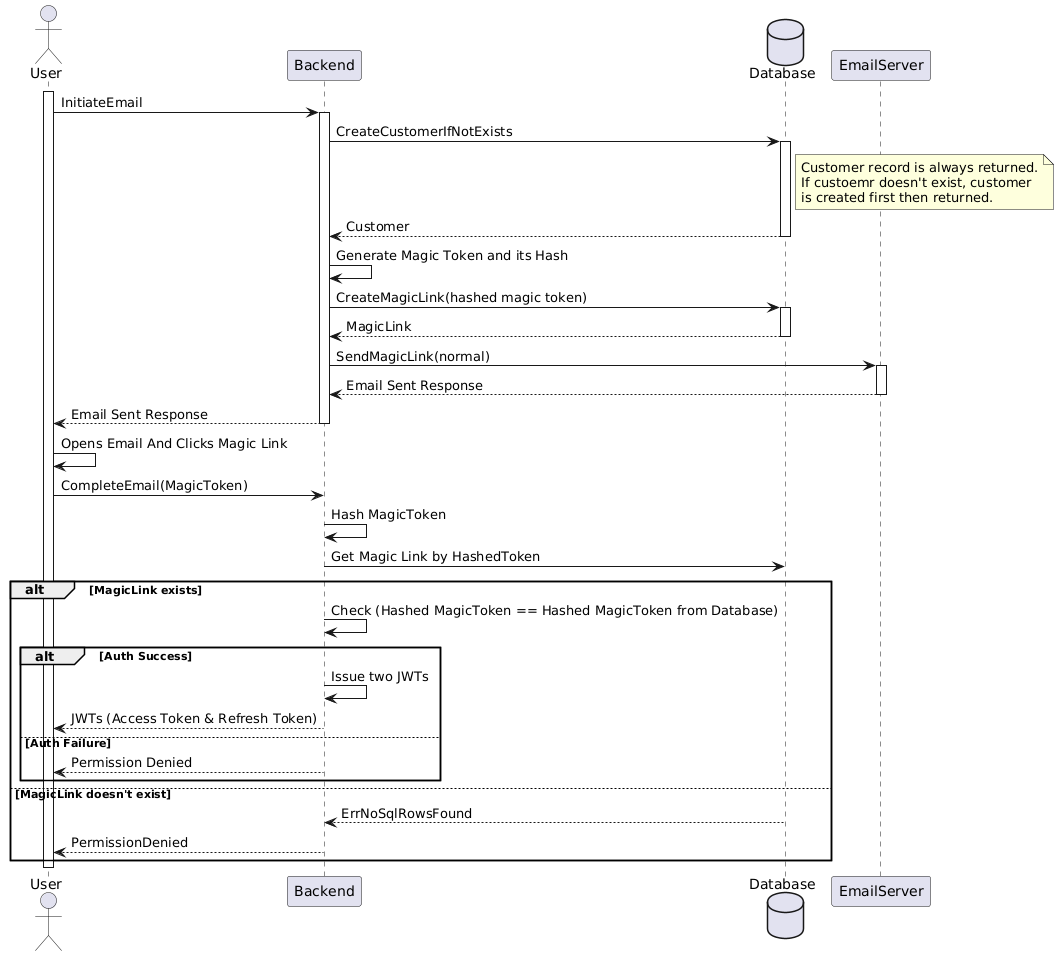 User
Backend
Database
EmailServer
InitiateEmail
CreateCustomerIfNotExists
Customer record is always returned.
If custoemr doesn't exist, customer
is created first then returned.
Customer
Generate Magic Token and its Hash
CreateMagicLink(hashed magic token)
MagicLink
SendMagicLink(normal)
Email Sent Response
Email Sent Response
Opens Email And Clicks Magic Link
CompleteEmail(MagicToken)
Hash MagicToken
Get Magic Link by HashedToken
alt [MagicLink exists]
Check (Hashed MagicToken == Hashed MagicToken from Database)
alt [Auth Success]
Issue two JWTs
JWTs (Access Token & Refresh Token)
[Auth Failure]
Permission Denied
[MagicLink doesn't exist]
ErrNoSqlRowsFound
PermissionDenied
User
Backend
Database
EmailServer